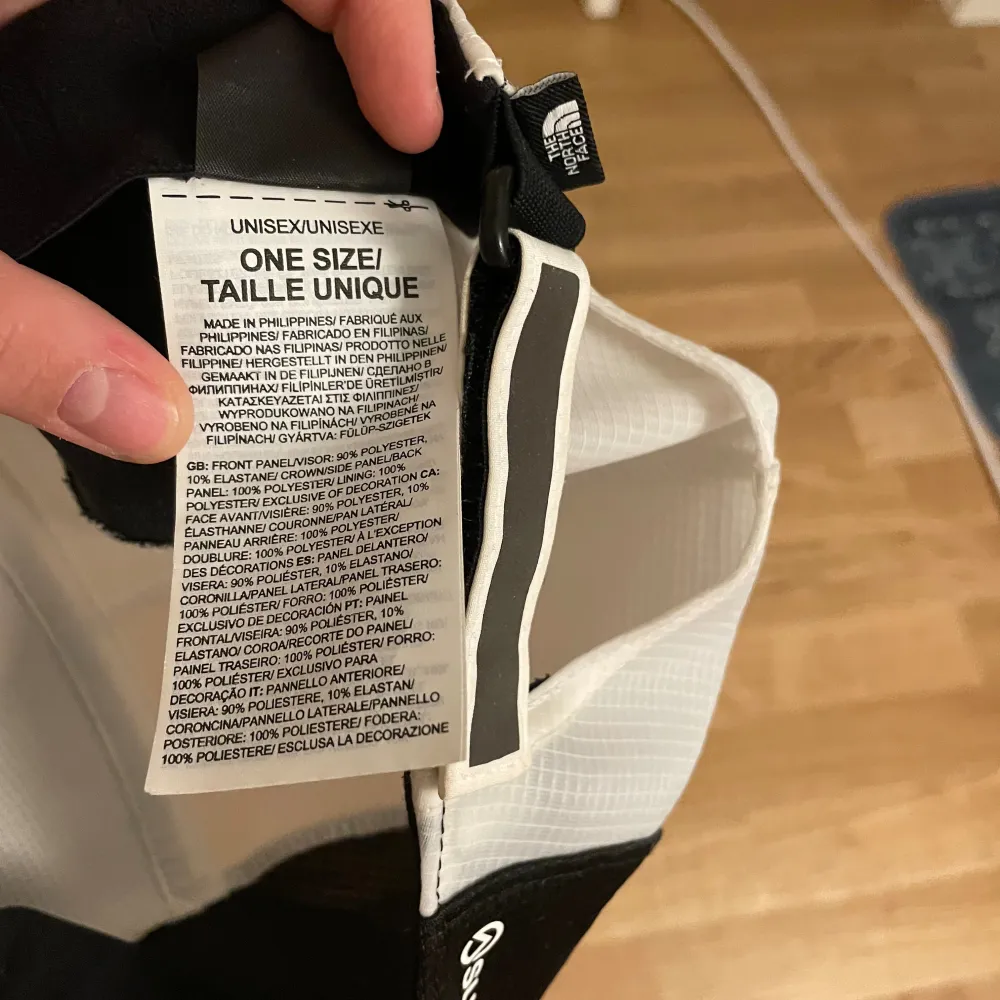 THE
NORTH
FACE
UNISEX/UNISEXE
ONE SIZE/
TAILLE UNIQUE
MADE IN PHILIPPINES/ FABRIQUÉ AUX
PHILIPPINES/ FABRICADO EN FILIPINAS/
FABRICADO NAS FILIPINAS/ PRODOTTO NELLE
FILIPPINE/ HERGESTELLT IN DEN PHILIPPINEN/
GEMAAKT IN DE FILIPIJNEN/ СДЕЛАНО В
ФИЛИППИНАХ/ FILIPINLER'DE ÜRETILMIŞTIR/
ΚΑΤΑΣΚΕΥΑΖΕΤΑΙ ΣΤΙΣ ΦΙΛΙΠΠΙΝΕΣ/
WYPRODUKOWANO NA FILIPINACH/
VYROBENO NA FILIPÍNÁCH/ VYROBENÉ NA
FILIPÍNACH/ GYÁRTVA: FÜLÖP-SZIGETEK
GB: FRONT PANEL/VISOR: 90% POLYESTER,
10% ELASTANE/ CROWN/SIDE PANEL/BACK
PANEL: 100% POLYESTER/ LINING: 100%
POLYESTER/ EXCLUSIVE OF DECORATION CA:
FACE AVANT/VISIÈRE: 90% POLYESTER, 10%
ÉLASTHANNE/ COURONNE/PAN LATÉRAL/
PANNEAU ARRIÈRE: 100% POLYESTER/
DOUBLURE: 100% POLYESTER/ À L'EXCEPTION
DES DÉCORATIONS ES: PANEL DELANTERO/
VISERA: 90% POLIÉSTER, 10% ELASTANO/
CORONILLA/PANEL LATERAL/PANEL TRASERO:
100% POLIÉSTER/ FORRO: 100% POLIÉSTER/
EXCLUSIVO DE DECORACIÓN PT: PAINEL
FRONTAL/VISEIRA: 90% POLIÉSTER, 10%
ELASTANO/ COROA/RECORTE DO PAINEL/
PAINEL TRASEIRO: 100% POLIÉSTER/ FORRO:
100% POLIÉSTER/ EXCLUSIVO PARA
DECORAÇÃO IT: PANNELLO ANTERIORE/
VISIERA: 90% POLIESTERE, 10% ELASTAN/
CORONCINA/PANNELLO LATERALE/PANNELLO
POSTERIORE: 100% POLIESTERE/ FODERA:
100% POLIESTERE/ ESCLUSA LA DECORAZIONE